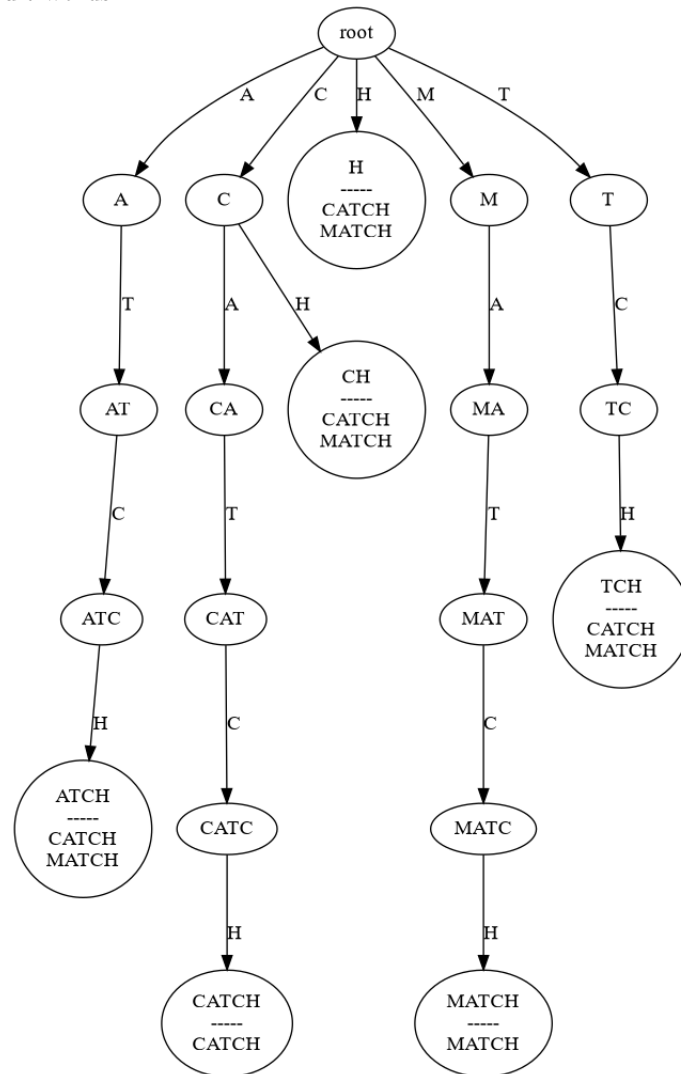 root
A
C
H
M
T
A
C
H
-----
CATCH
MATCH
M
T
T
A
H
A
C
AT
CA
CH
-----
CATCH
MATCH
MA
TC
C
T
T
H
ATC
CAT
MAT
TCH
-----
CATCH
MATCH
H
C
C
ATCH
-----
CATCH
MATCH
CATC
MATC
H
H
CATCH
-----
CATCH
MATCH
-----
MATCH